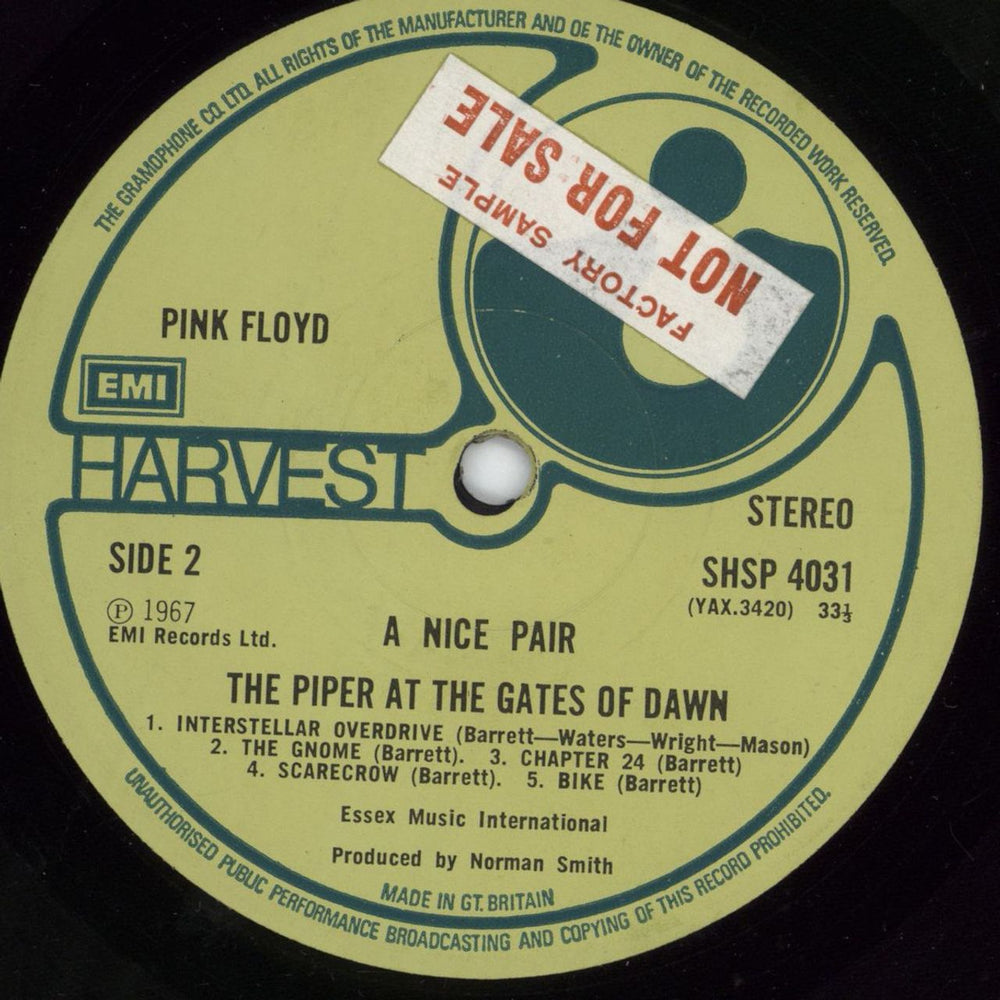 THE GRAMOPHONE CO. LTD. ALL RIGHTS OF THE MANUFACTURER AND OF THE OWNER OF THE RECORDED WORK RESERVED.
FACTORY SAMPLE
NOT FOR SALE
PINK FLOYD
EMI
HARVEST
STEREO
SIDE 2
SHSP 4031
Ⓟ 1967
(YAX.3420) 33⅓
EMI Records Ltd.
A NICE PAIR
THE PIPER AT THE GATES OF DAWN
1. INTERSTELLAR OVERDRIVE (Barrett—Waters—Wright—Mason)
2. THE GNOME (Barrett). 3. CHAPTER 24 (Barrett)
4. SCARECROW (Barrett). 5. BIKE (Barrett)
Essex Music International
Produced by Norman Smith
MADE IN GT. BRITAIN
UNAUTHORISED PUBLIC PERFORMANCE BROADCASTING AND COPYING OF THIS RECORD PROHIBITED.